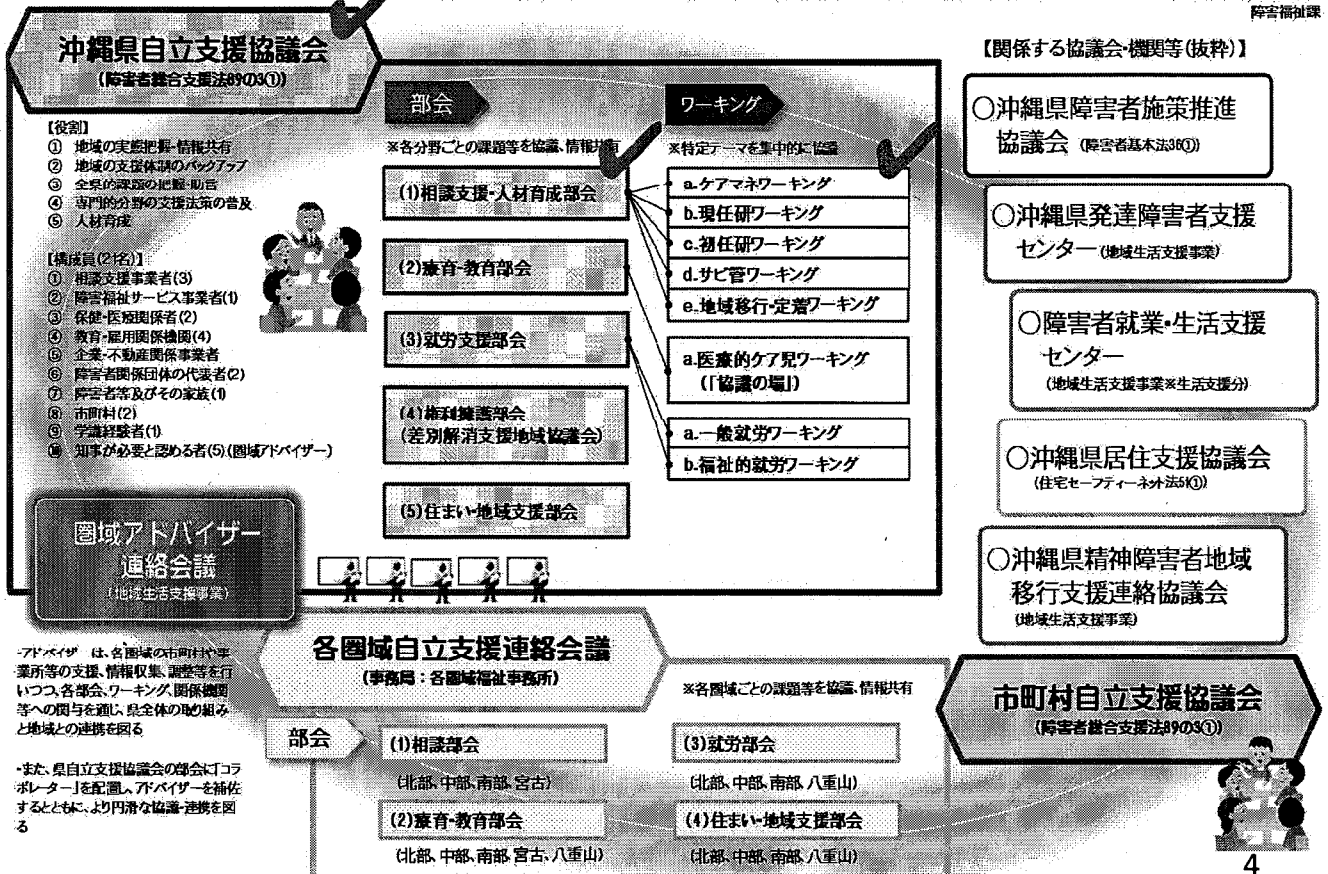 障害福祉課
沖縄県自立支援協議会
(障害者総合支援法89の3①)
【役割】
① 地域の実態把握・情報共有
② 地域の支援体制のバックアップ
③ 全県的課題の把握・助言
④ 専門的分野の支援法策の普及
⑤ 人材育成
【構成員(21名)】
① 相談支援事業者(3)
② 障害福祉サービス事業者(1)
③ 保健・医療関係者(2)
④ 教育・雇用関係機関(4)
⑤ 企業・不動産関係事業者
⑥ 障害者関係団体の代表者(2)
⑦ 障害者等及びその家族(1)
⑧ 市町村(2)
⑨ 学識経験者(1)
⑩ 知事が必要と認める者(5)(圏域アドバイザー)
部会
※各分野ごとの課題等を協議、情報共有
(1)相談支援・人材育成部会
(2)療育・教育部会
(3)就労支援部会
(4)権利擁護部会
(差別解消支援地域協議会)
(5)住まい・地域支援部会
ワーキング
※特定テーマを集中的に協議
a.ケアマネワーキング
b.現任研ワーキング
c.初任研ワーキング
d.サビ管ワーキング
e.地域移行・定着ワーキング
a.医療的ケア児ワーキング
(「協議の場」)
a.一般就労ワーキング
b.福祉的就労ワーキング
【関係する協議会・機関等(抜粋)】
○沖縄県障害者施策推進
協議会 (障害者基本法36①)
○沖縄県発達障害者支援
センター (地域生活支援事業)
○障害者就業・生活支援
センター
(地域生活支援事業※生活支援分)
○沖縄県居住支援協議会
(住宅セーフティーネット法51①)
○沖縄県精神障害者地域
移行支援連絡協議会
(地域生活支援事業)
圏域アドバイザー
連絡会議
(地域生活支援事業)
・アドバイザーは、各圏域の市町村や事
業所等の支援、情報収集、調整等を行
いつつ、各部会、ワーキング、関係機関
等への関与を通し、県全体の取り組み
と地域との連携を図る
・また、県自立支援協議会の部会に「コラ
ボレーター」を配置し、アドバイザーを補佐
するとともに、より円滑な協議・連携を図
る
各圏域自立支援連絡会議
(事務局：各圏域福祉事務所)
※各圏域ごとの課題等を協議、情報共有
部会
(1)相談部会
(北部、中部、南部、宮古)
(2)療育・教育部会
(北部、中部、南部、宮古、八重山)
(3)就労部会
(北部、中部、南部、八重山)
(4)住まい・地域支援部会
(北部、中部、南部、八重山)
市町村自立支援協議会
(障害者総合支援法89の3①)
4